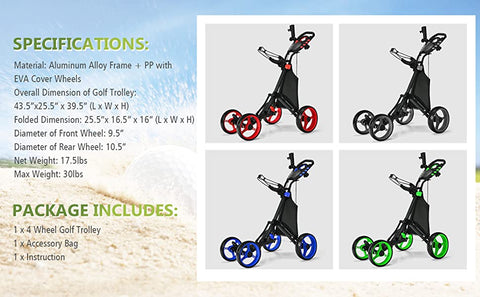 SPECIFICATIONS:
Material: Aluminum Alloy Frame + PP with
EVA Cover Wheels
Overall Dimension of Golf Trolley:
43.5"x25.5" x 39.5" (L x W x H)
Folded Dimension: 25.5"x 16.5" x 16" (L x W x H)
Diameter of Front Wheel: 9.5"
Diameter of Rear Wheel: 10.5"
Net Weight: 17.5lbs
Max Weight: 30lbs
PACKAGE INCLUDES:
1 x 4 Wheel Golf Trolley
1 x Accessory Bag
1 x Instruction